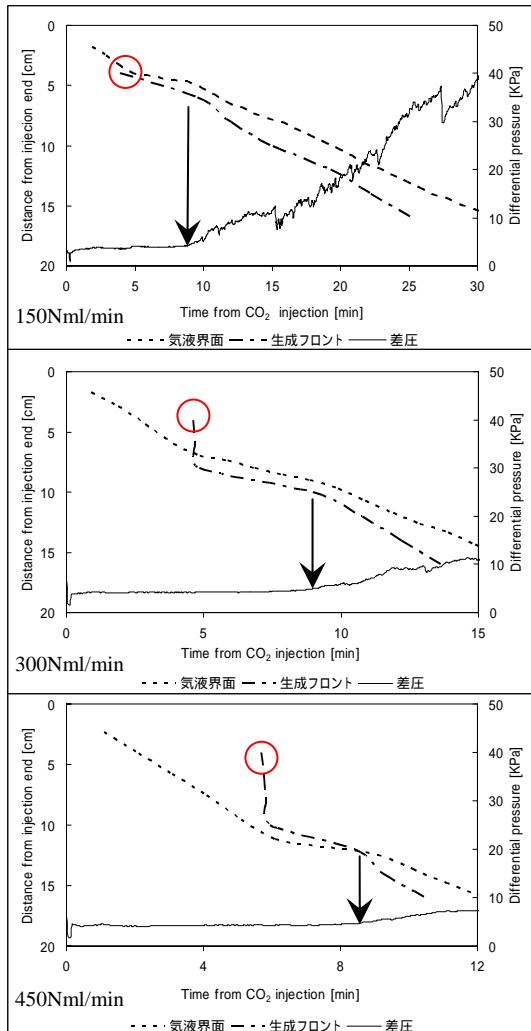 Distance from injecion end [cm]
0
5
10
15
20
50
40
30
20
10
0
Differential pressure [KPa]
0 5 10 15 20 25 30
150Nml/min
Time from CO₂ injection [min]
気液界面 生成フロント 差圧
Distance from injection end [cm]
0
5
10
15
20
50
40
30
20
10
0
Differential pressure [KPa]
0 5 10 15
300Nml/min
Time from CO₂ injection [min]
気液界面 生成フロント 差圧
Distance from injection end [cm]
0
5
10
15
20
50
40
30
20
10
0
Differential pressure [KPa]
0 4 8 12
450Nml/min
Time from CO₂ injection [min]
気液界面 生成フロント 差圧